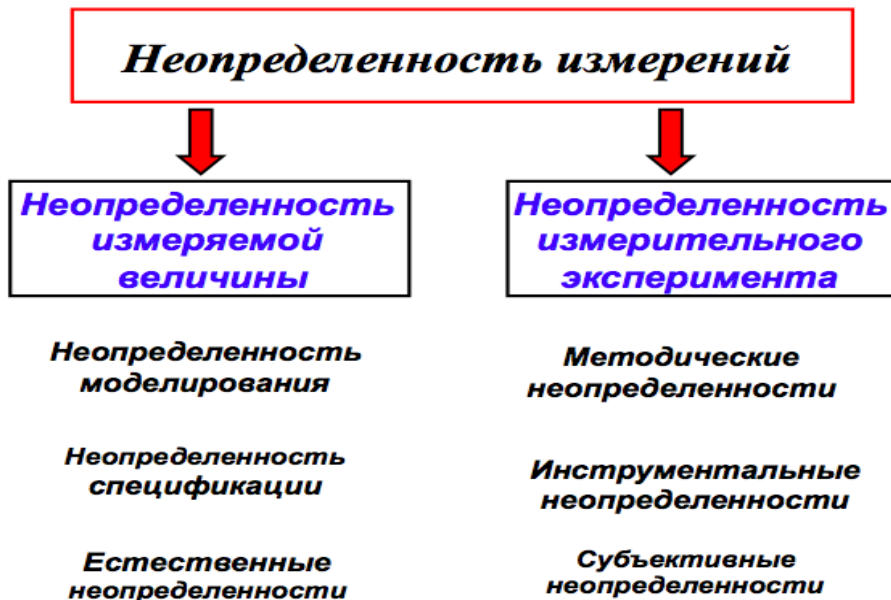 Неопределенность измерений
Неопределенность
измеряемой
величины
Неопределенность
измерительного
эксперимента
Неопределенность
моделирования
Методические
неопределенности
Неопределенность
спецификации
Инструментальные
неопределенности
Естественные
неопределенности
Субъективные
неопределенности